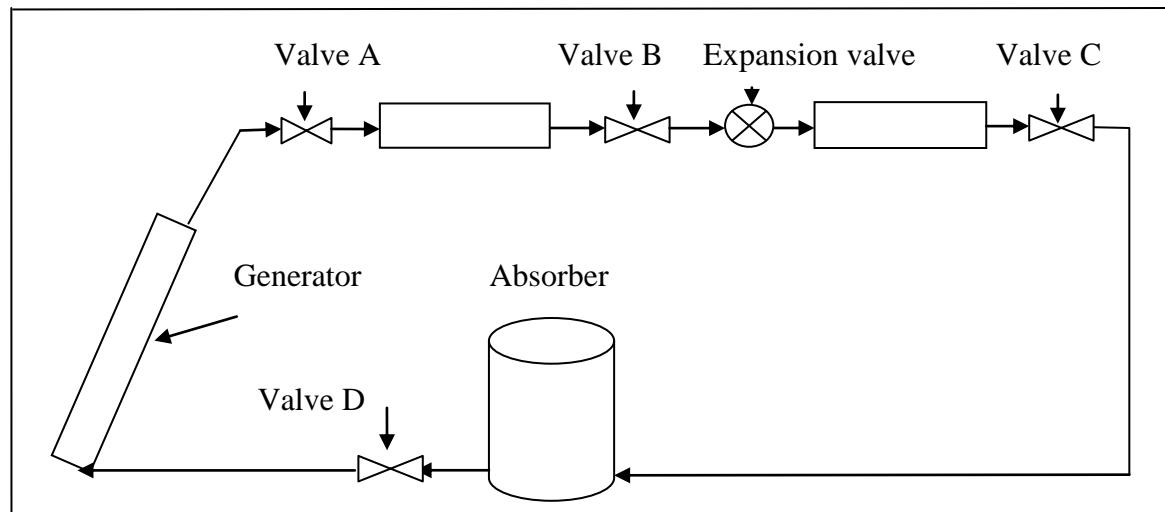 Valve A
Valve B
Expansion valve
Valve C
Generator
Absorber
Valve D